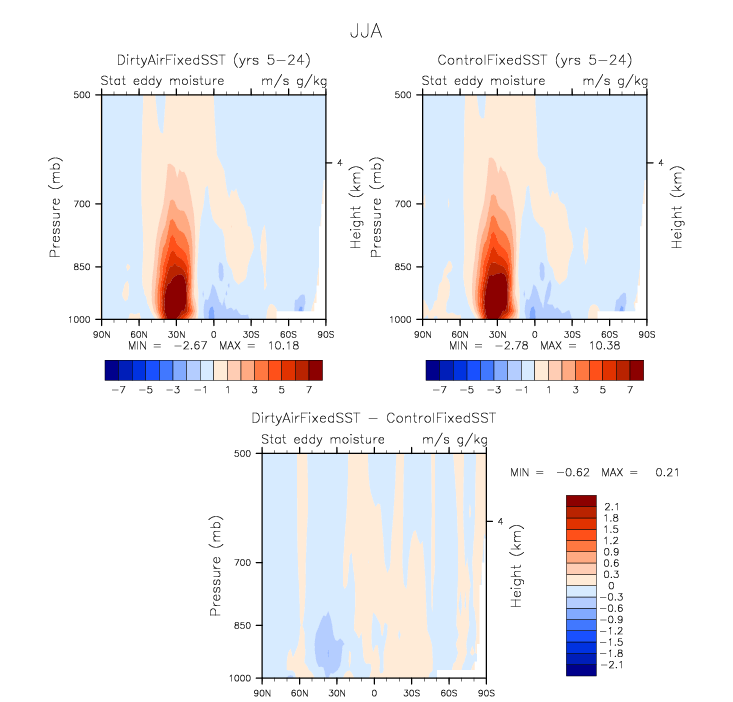 JJA
DirtyAirFixedSST (yrs 5-24)
Stat eddy moisture m/s g/kg
500
700
850
1000
Pressure (mb)
4
Height (km)
90N 60N 30N 0 30S 60S 90S
MIN = -2.67 MAX = 10.18
-7 -5 -3 -1 1 3 5 7
ControlFixedSST (yrs 5-24)
Stat eddy moisture m/s g/kg
500
700
850
1000
Pressure (mb)
4
Height (km)
90N 60N 30N 0 30S 60S 90S
MIN = -2.78 MAX = 10.38
-7 -5 -3 -1 1 3 5 7
DirtyAirFixedSST - ControlFixedSST
Stat eddy moisture m/s g/kg
500
700
850
1000
Pressure (mb)
4
Height (km)
90N 60N 30N 0 30S 60S 90S
MIN = -0.62 MAX = 0.21
2.1
1.8
1.5
1.2
0.9
0.6
0.3
0
-0.3
-0.6
-0.9
-1.2
-1.5
-1.8
-2.1